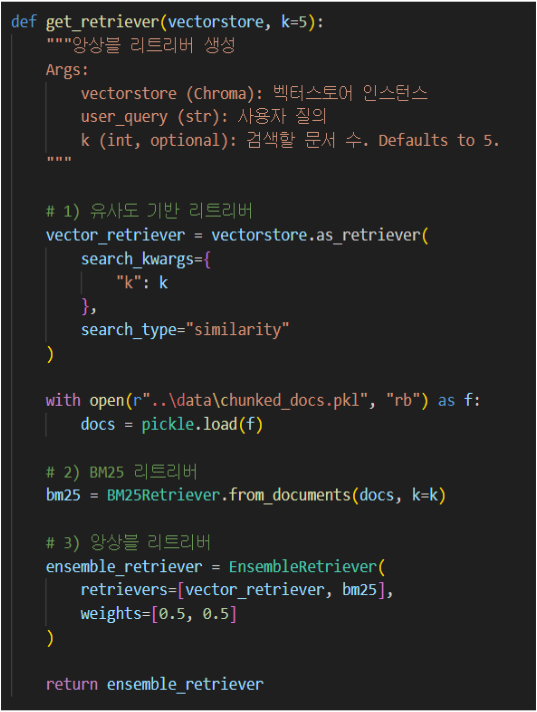 def get_retriever(vectorstore, k=5):
    """앙상블 리트리버 생성
    Args:
        vectorstore (Chroma): 벡터스토어 인스턴스
        user_query (str): 사용자 질의
        k (int, optional): 검색할 문서 수. Defaults to 5.
    """
    # 1) 유사도 기반 리트리버
    vector_retriever = vectorstore.as_retriever(
        search_kwargs={
            "k": k
        },
        search_type="similarity"
    )
    with open(r"..\data\chunked_docs.pkl", "rb") as f:
        docs = pickle.load(f)
    # 2) BM25 리트리버
    bm25 = BM25Retriever.from_documents(docs, k=k)
    # 3) 앙상블 리트리버
    ensemble_retriever = EnsembleRetriever(
        retrievers=[vector_retriever, bm25],
        weights=[0.5, 0.5]
    )
    return ensemble_retriever